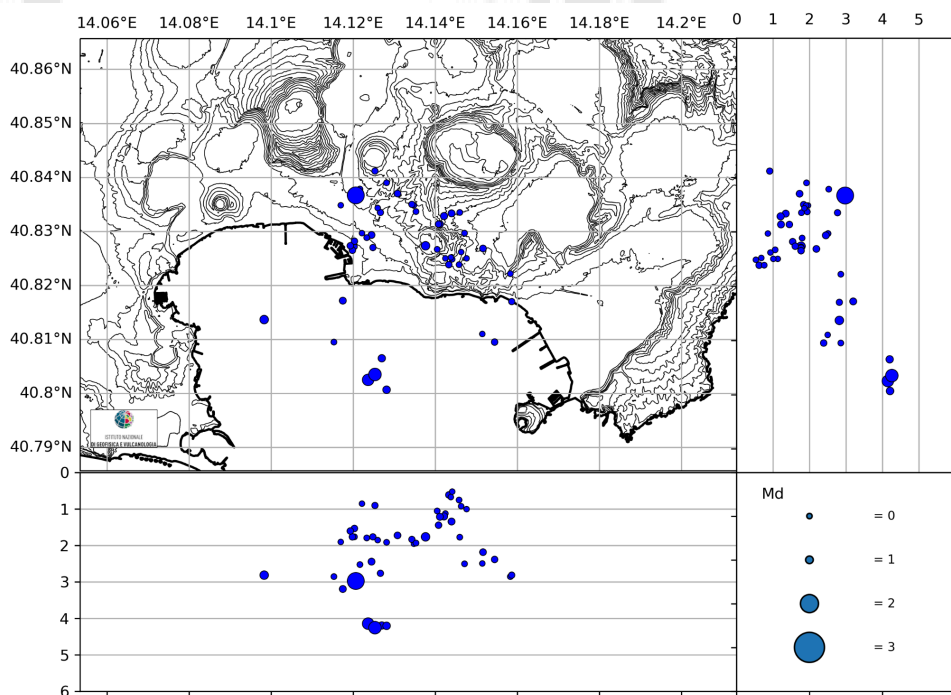 14.06°E 14.08°E 14.1°E 14.12°E 14.14°E 14.16°E 14.18°E 14.2°E 0 1 2 3 4 5
40.86°N
40.85°N
40.84°N
40.83°N
40.82°N
40.81°N
40.8°N
40.79°N
ISTITUTO NAZIONALE
DI GEOFISICA E VULCANOLOGIA
0
1
2
3
4
5
6
Md
= 0
= 1
= 2
= 3